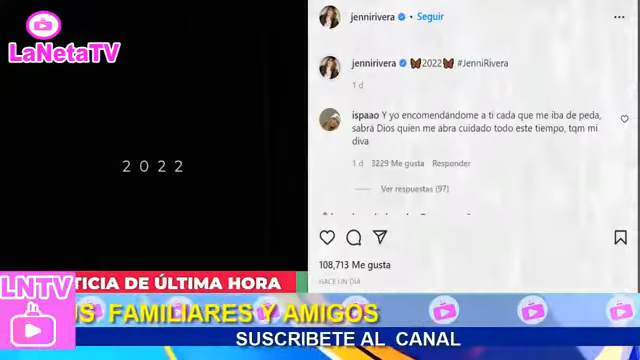 LaNetaTV
2022
jennirivera • Seguir
jennirivera 🦋2022🦋 #JenniRivera
1 d
ispaao Y yo encomendándome a ti cada que me iba de peda,
sabrá Dios quien me abra cuidado todo este tiempo, tqm mi
diva
1 d 3229 Me gusta Responder
Ver respuestas (97)
108,713 Me gusta
HACE UN DÍA
TICIA DE ÚLTIMA HORA
LNTV
US FAMILIARES Y AMIGOS
SUSCRIBETE AL CANAL